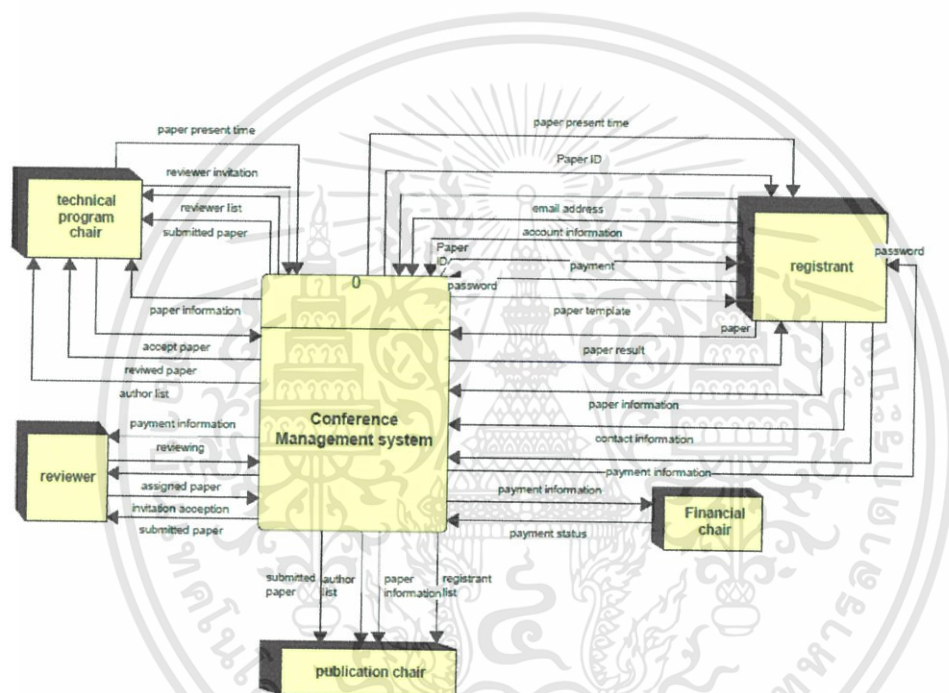 paper present time
paper present time
Paper ID
reviewer invitation
technical
program
chair
reviewer list
submitted paper
email address
account information
Paper
ID
payment
password
registrant
password
0
paper information
paper template
paper
accept paper
paper result
reviwed paper
author list
paper information
Conference
Management system
payment information
contact information
reviewing
payment information
reviewer
assigned paper
payment information
invitation acception
submitted paper
payment status
Financial
chair
submitted
paper
author
list
paper
information
registrant
list
publication chair